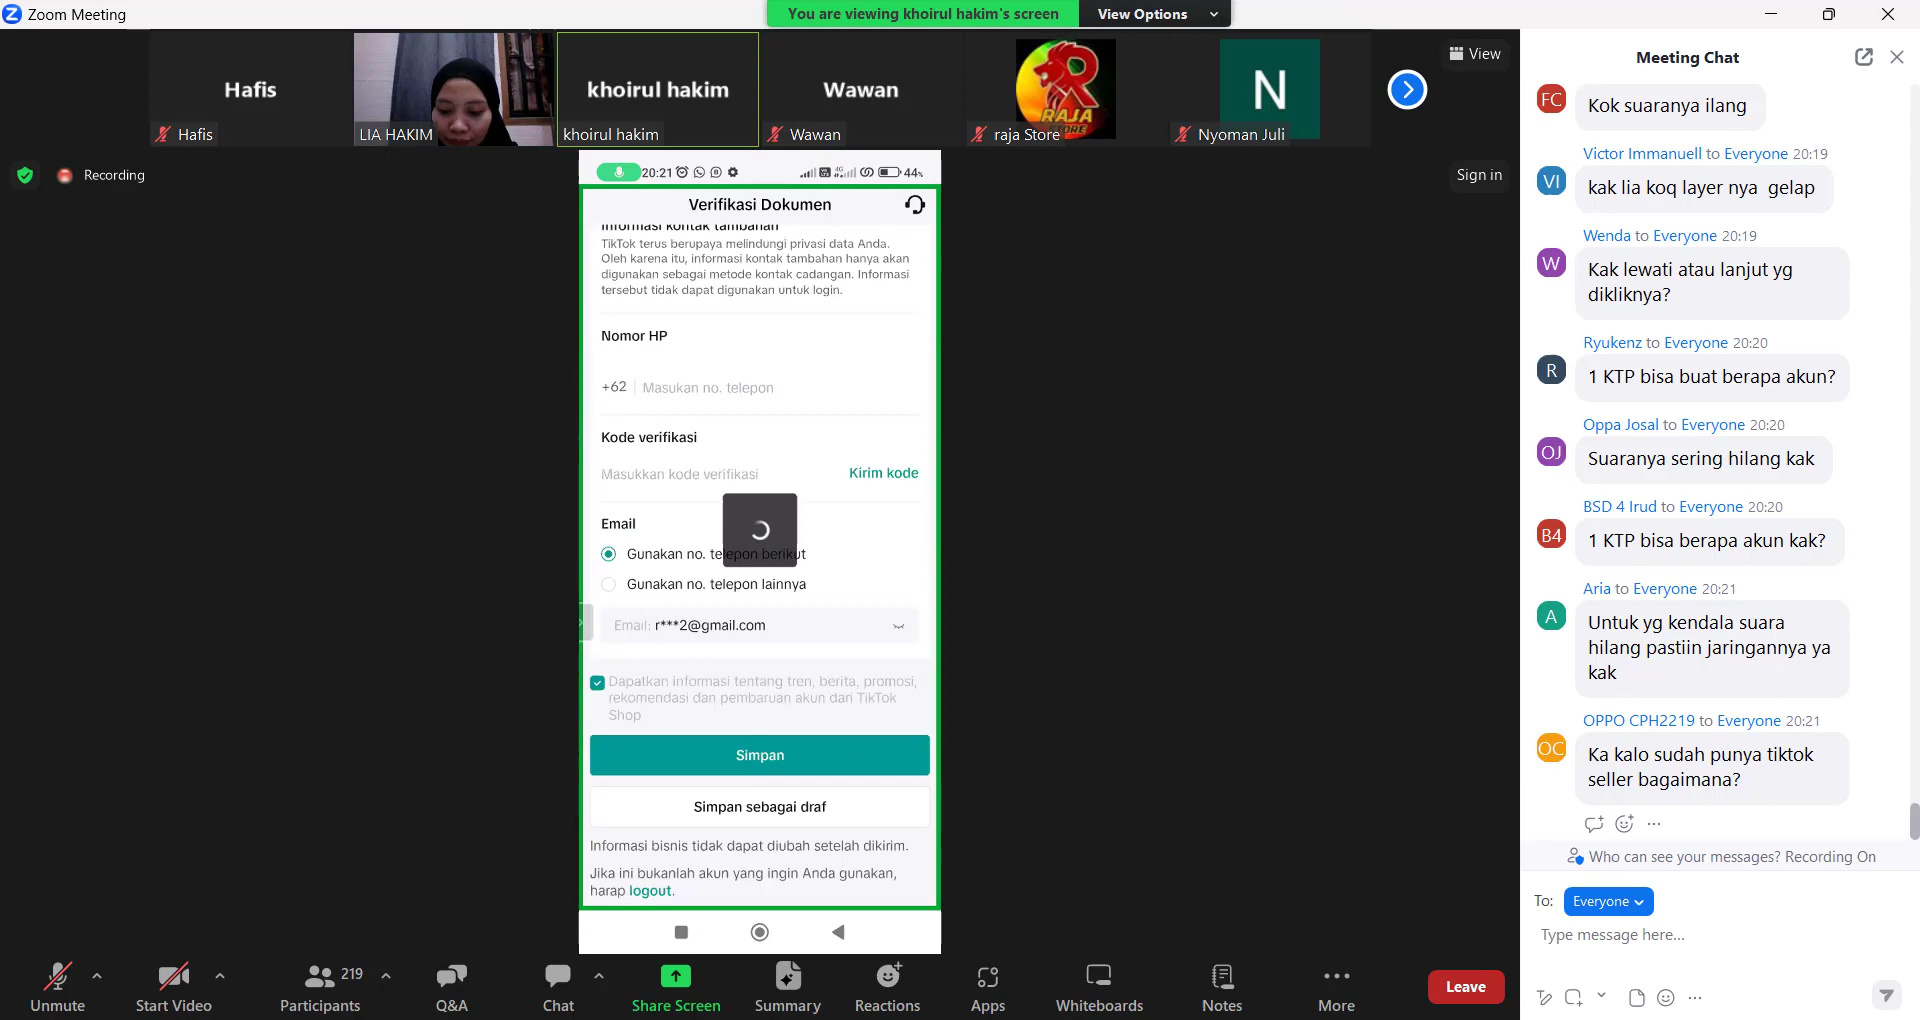 Zoom Meeting
You are viewing khoirul hakim's screen
View Options
Hafis
Hafis
LIA HAKIM
khoirul hakim
khoirul hakim
Wawan
Wawan
RAJA
raja Store
N
Nyoman Juli
View
Recording
Sign in
20:21
44%
Verifikasi Dokumen
Informasi kontak tambahan
TikTok terus berupaya melindungi privasi data Anda.
Oleh karena itu, informasi kontak tambahan hanya akan
digunakan sebagai metode kontak cadangan. Informasi
tersebut tidak dapat digunakan untuk login.
Nomor HP
+62 Masukan no. telepon
Kode verifikasi
Masukkan kode verifikasi Kirim kode
Email
Gunakan no. telepon berikut
Gunakan no. telepon lainnya
Email: r***2@gmail.com
Dapatkan informasi tentang tren, berita, promosi,
rekomendasi dan pembaruan akun dari TikTok
Shop
Simpan
Simpan sebagai draf
Informasi bisnis tidak dapat diubah setelah dikirim.
Jika ini bukanlah akun yang ingin Anda gunakan,
harap logout.
Meeting Chat
FC
Kok suaranya ilang
Victor Immanuell to Everyone 20:19
VI
kak lia koq layer nya gelap
Wenda to Everyone 20:19
W
Kak lewati atau lanjut yg
dikliknya?
Ryukenz to Everyone 20:20
R
1 KTP bisa buat berapa akun?
Oppa Josal to Everyone 20:20
OJ
Suaranya sering hilang kak
BSD 4 Irud to Everyone 20:20
B4
1 KTP bisa berapa akun kak?
Aria to Everyone 20:21
A
Untuk yg kendala suara
hilang pastiin jaringannya ya
kak
OPPO CPH2219 to Everyone 20:21
OC
Ka kalo sudah punya tiktok
seller bagaimana?
Who can see your messages? Recording On
To: Everyone
Type message here...
Unmute
Start Video
219
Participants
Q&A
Chat
Share Screen
Summary
Reactions
Apps
Whiteboards
Notes
More
Leave